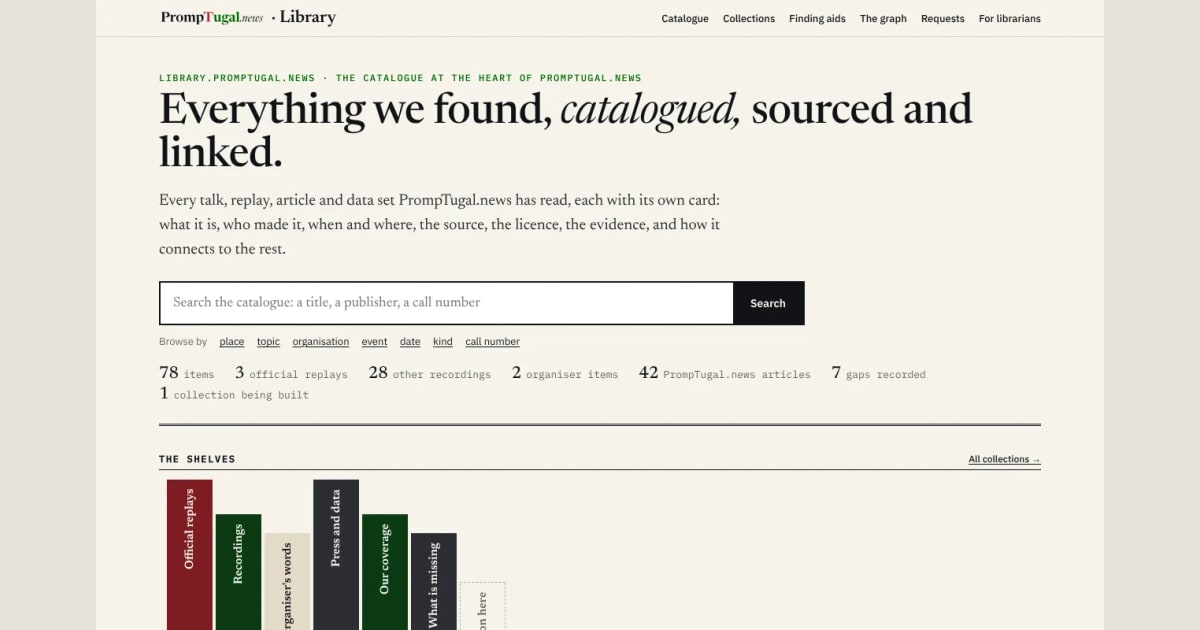 PrompTugal.news · Library
Catalogue Collections Finding aids The graph Requests For librarians
LIBRARY.PROMPTUGAL.NEWS · THE CATALOGUE AT THE HEART OF PROMPTUGAL.NEWS
Everything we found, catalogued, sourced and
linked.
Every talk, replay, article and data set PrompTugal.news has read, each with its own card:
what it is, who made it, when and where, the source, the licence, the evidence, and how it
connects to the rest.
Search the catalogue: a title, a publisher, a call number
Search
Browse by place topic organisation event date kind call number
78 items 3 official replays 28 other recordings 2 organiser items 42 PrompTugal.news articles 7 gaps recorded
1 collection being built
THE SHELVES
All collections →
Official replays
Recordings
words
Press and data
Our coverage
What is missing
here